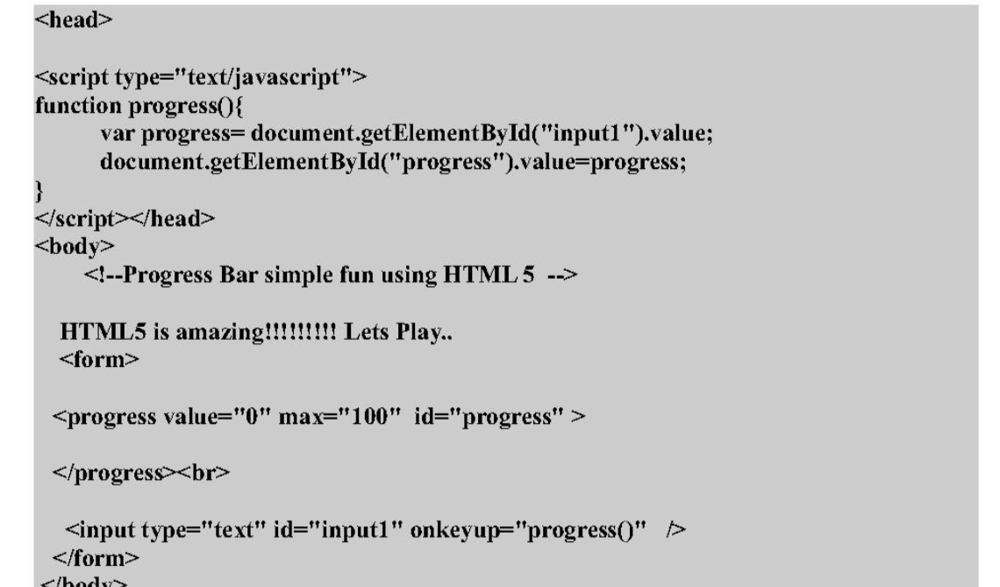 <head>
<script type="text/javascript">
function progress(){
var progress= document.getElementById("input1").value;
document.getElementById("progress").value=progress;
}
</script></head>
<body>
<!--Progress Bar simple fun using HTML 5 -->
HTML5 is amazing!!!!!!!!! Lets Play..
<form>
<progress value="0" max="100" id="progress" >
</progress><br>
<input type="text" id="input1" onkeyup="progress()" />
</form>
</body>